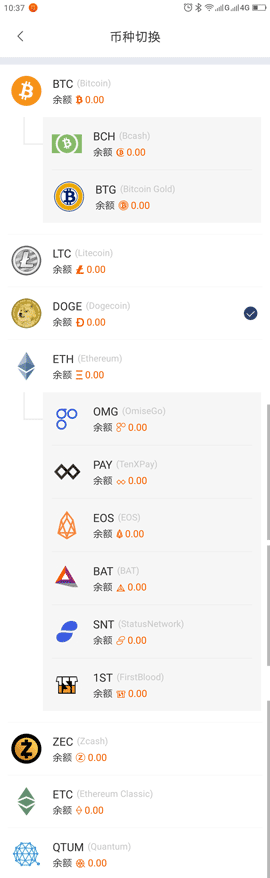 10:37
G 4G
币种切换
BTC (Bitcoin)
余额 0.00
BCH (Bcash)
余额 0.00
BTG (Bitcoin Gold)
余额 0.00
LTC (Litecoin)
余额 0.00
DOGE (Dogecoin)
余额 0.00
ETH (Ethereum)
余额 0.00
OMG (OmiseGo)
余额 0.00
PAY (TenXPay)
余额 0.00
EOS (EOS)
余额 0.00
BAT (BAT)
余额 0.00
SNT (StatusNetwork)
余额 0.00
1ST (FirstBlood)
余额 0.00
ZEC (Zcash)
余额 0.00
ETC (Ethereum Classic)
余额 0.00
QTUM (Quantum)
余额 0.00